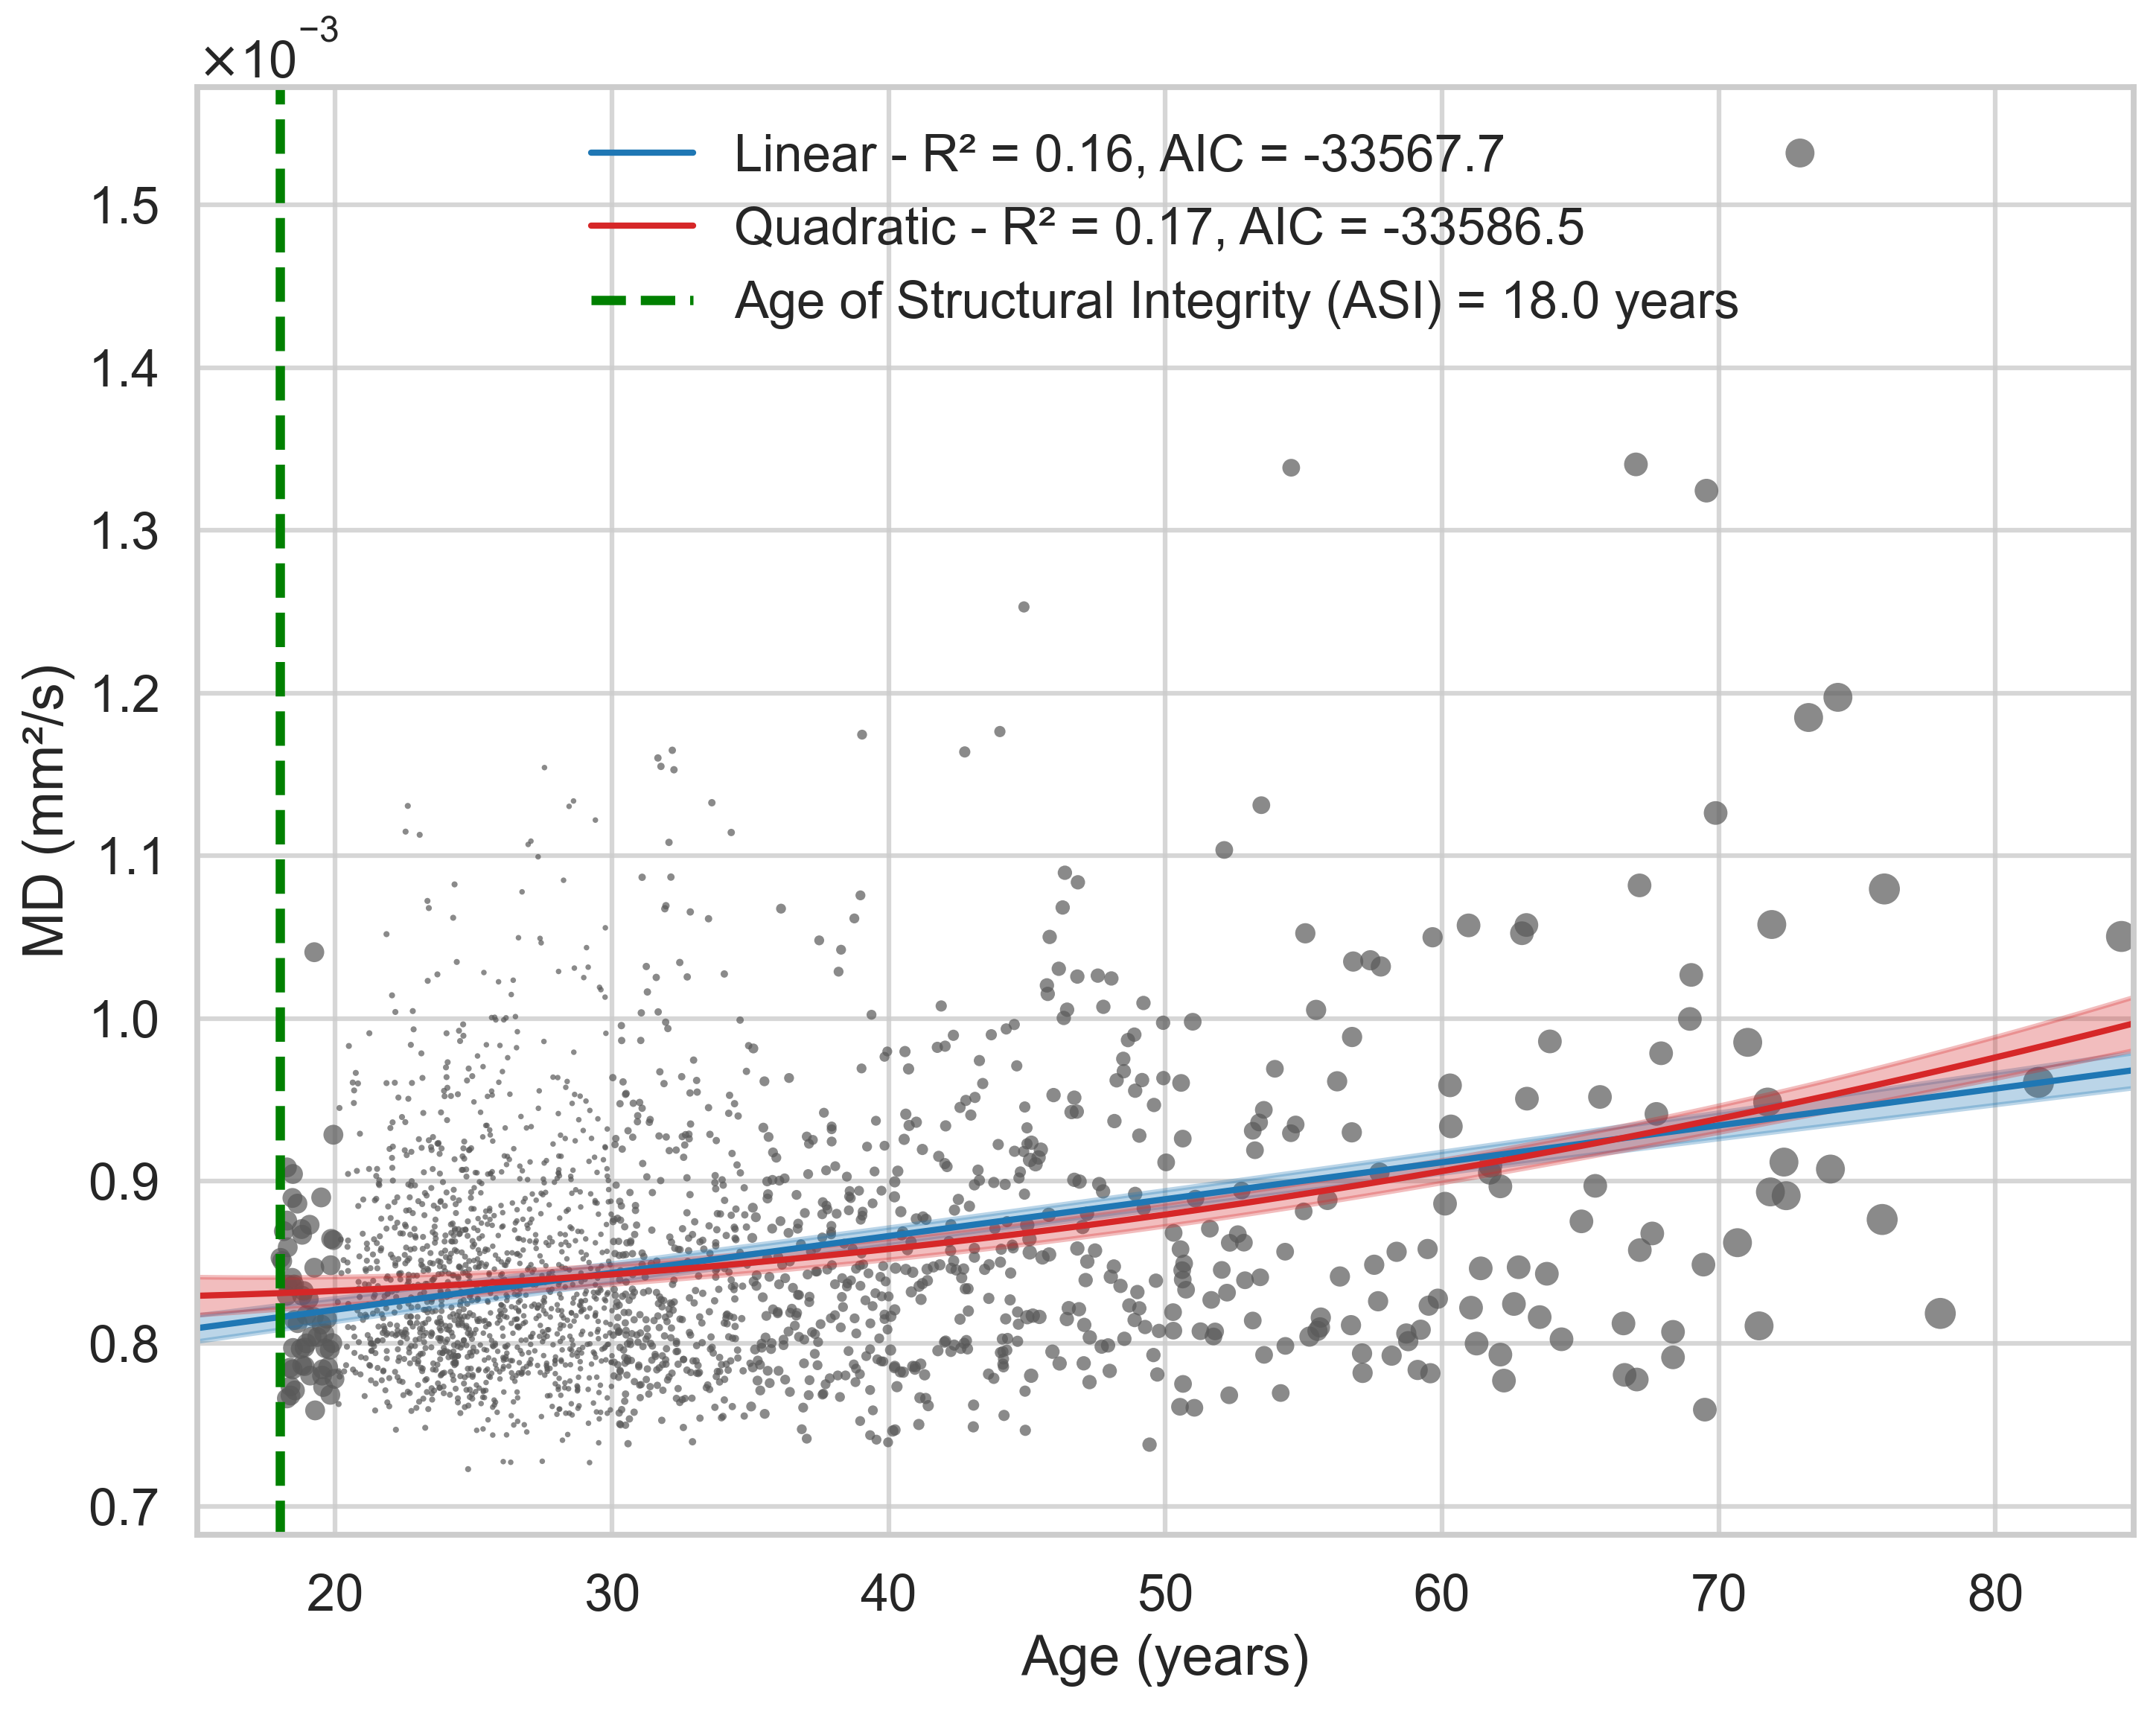 ×10⁻³
Linear - R² = 0.16, AIC = -33567.7
Quadratic - R² = 0.17, AIC = -33586.5
Age of Structural Integrity (ASI) = 18.0 years
1.5
1.4
1.3
1.2
1.1
1.0
0.9
0.8
0.7
MD (mm²/s)
20 30 40 50 60 70 80
Age (years)